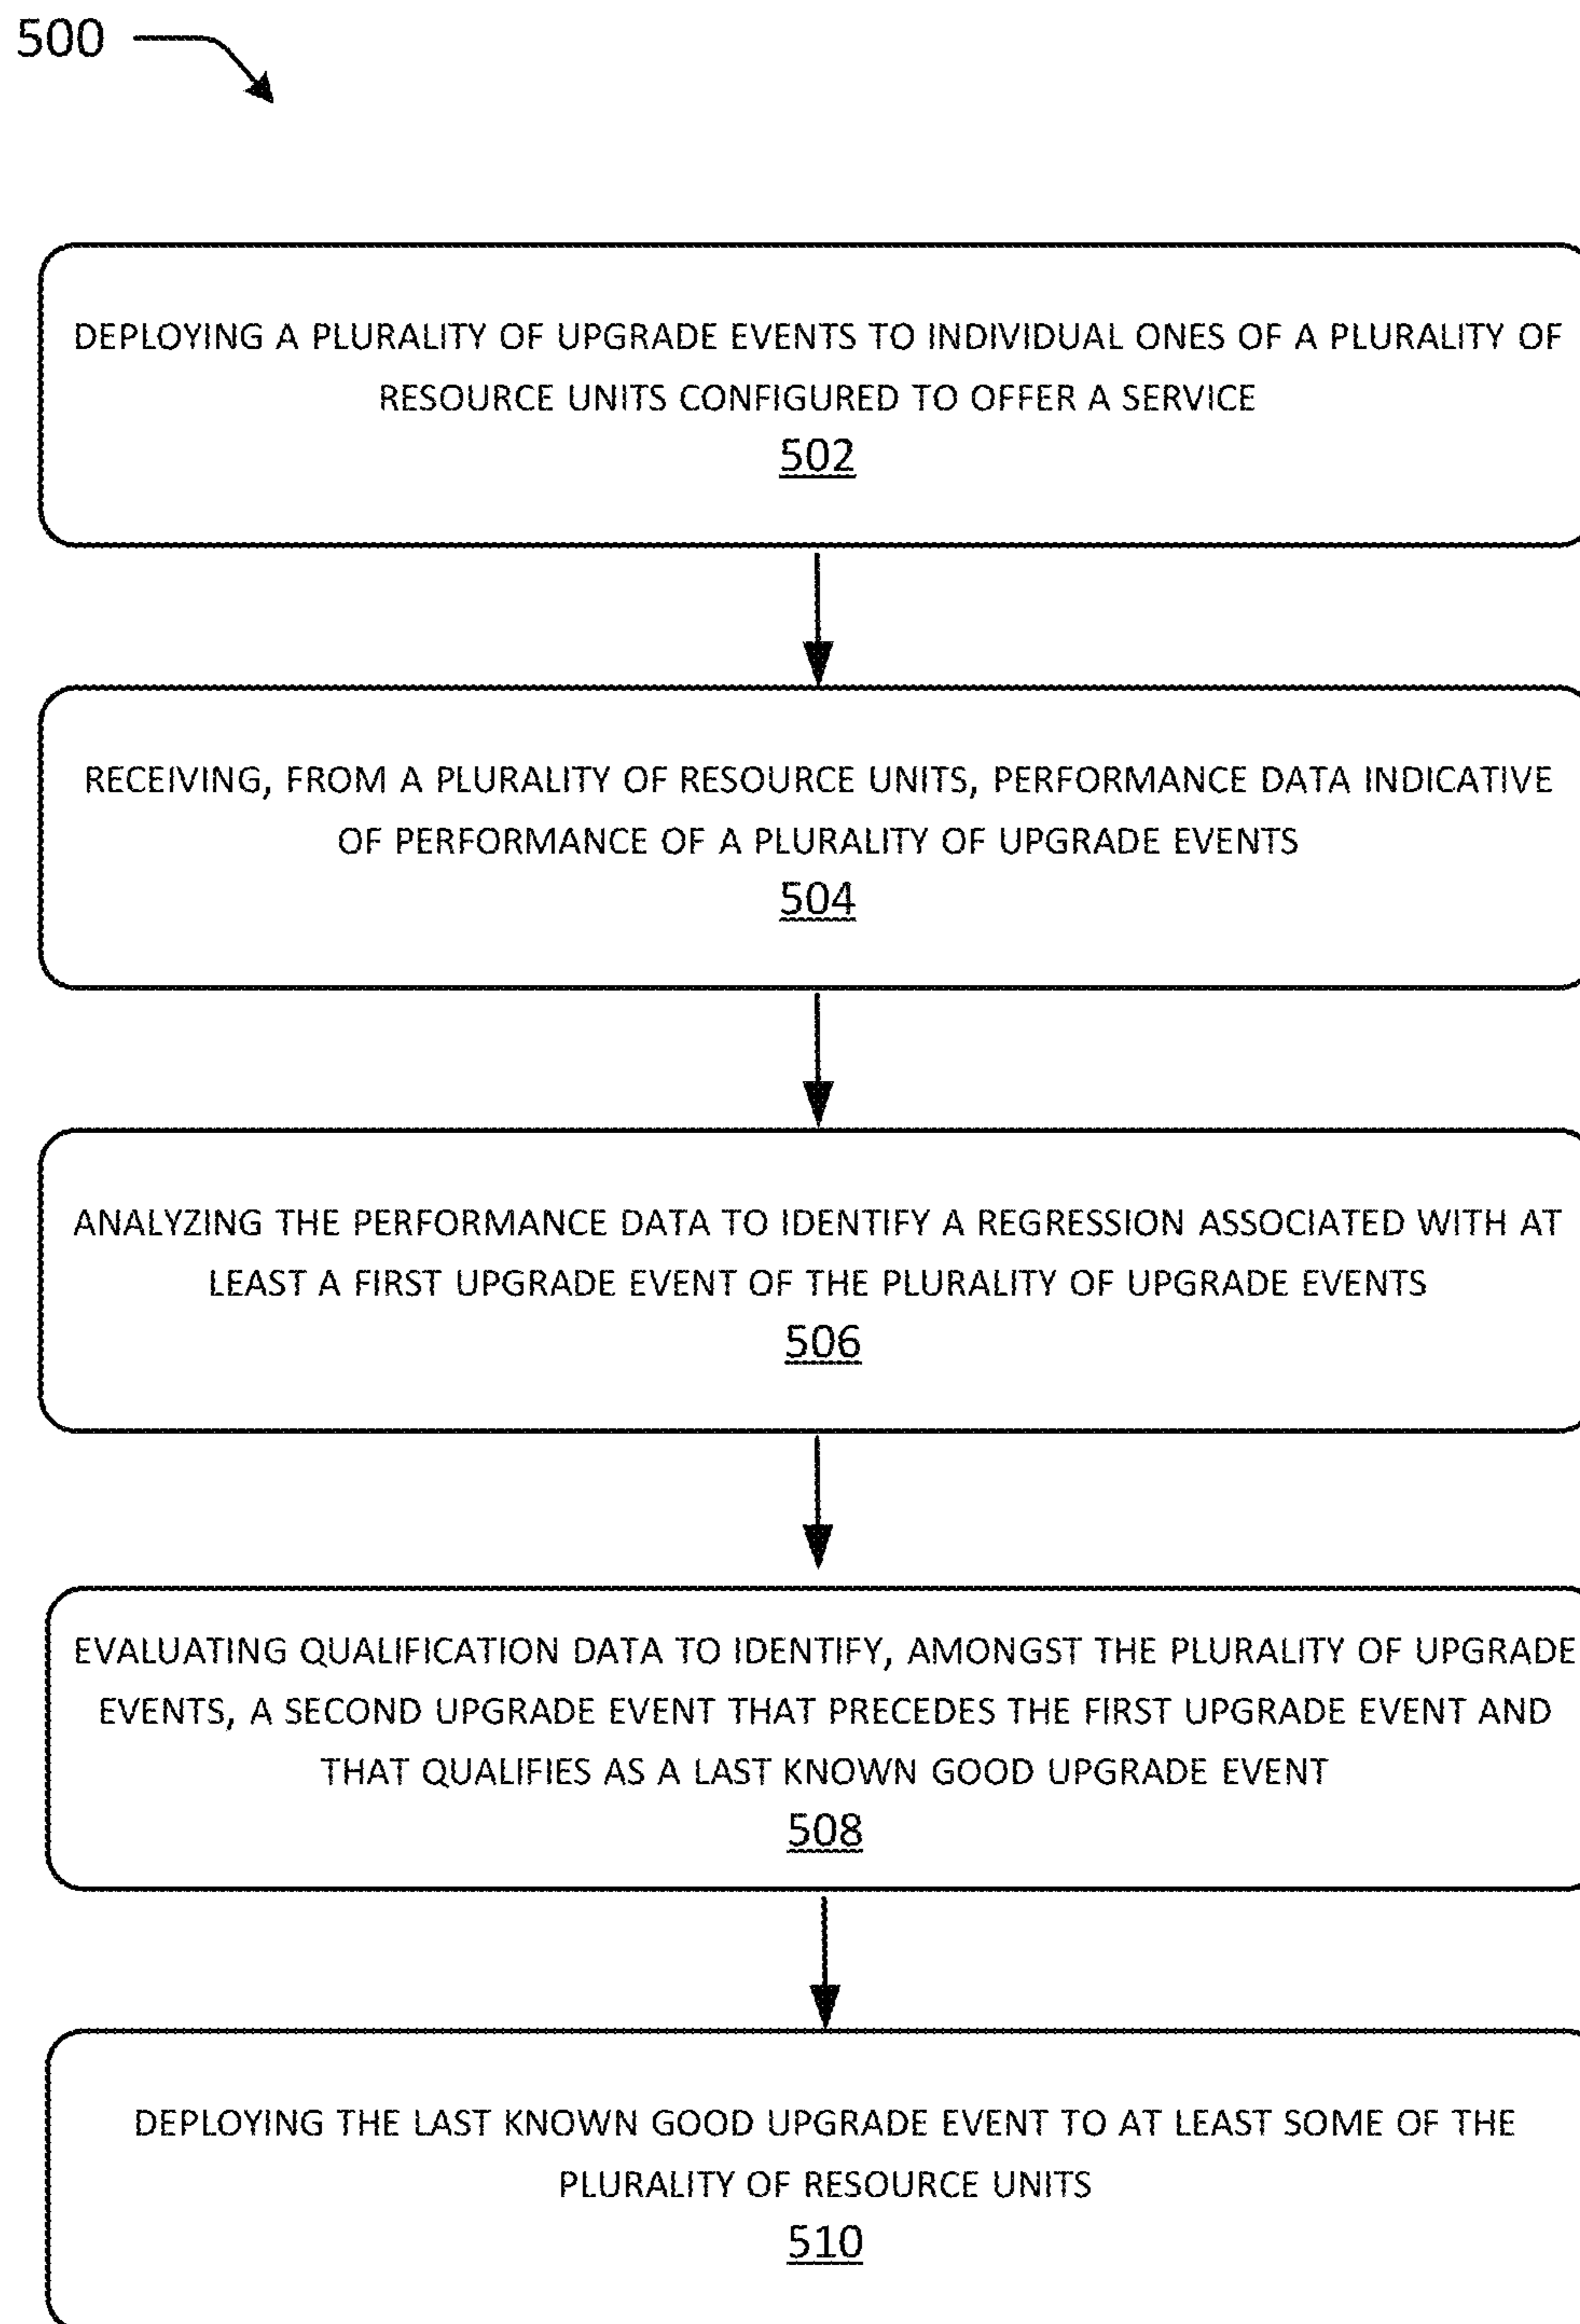 500
DEPLOYING A PLURALITY OF UPGRADE EVENTS TO INDIVIDUAL ONES OF A PLURALITY OF
RESOURCE UNITS CONFIGURED TO OFFER A SERVICE
502
RECEIVING, FROM A PLURALITY OF RESOURCE UNITS, PERFORMANCE DATA INDICATIVE
OF PERFORMANCE OF A PLURALITY OF UPGRADE EVENTS
504
ANALYZING THE PERFORMANCE DATA TO IDENTIFY A REGRESSION ASSOCIATED WITH AT
LEAST A FIRST UPGRADE EVENT OF THE PLURALITY OF UPGRADE EVENTS
506
EVALUATING QUALIFICATION DATA TO IDENTIFY, AMONGST THE PLURALITY OF UPGRADE
EVENTS, A SECOND UPGRADE EVENT THAT PRECEDES THE FIRST UPGRADE EVENT AND
THAT QUALIFIES AS A LAST KNOWN GOOD UPGRADE EVENT
508
DEPLOYING THE LAST KNOWN GOOD UPGRADE EVENT TO AT LEAST SOME OF THE
PLURALITY OF RESOURCE UNITS
510